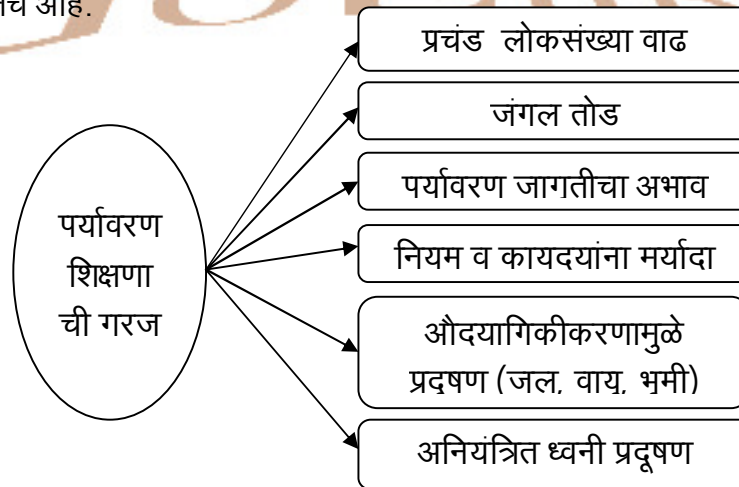 आहे.
प्रचंड लोकसंख्या वाढ
जंगल तोड
पर्यावरण जागतीचा अभाव
नियम व कायदयांना मर्यादा
औदयागिकीकरणामुळे
प्रदूषण (जल, वायु, भूमी)
अनियंत्रित ध्वनी प्रदूषण
पर्यावरण
शिक्षणा
ची गरज